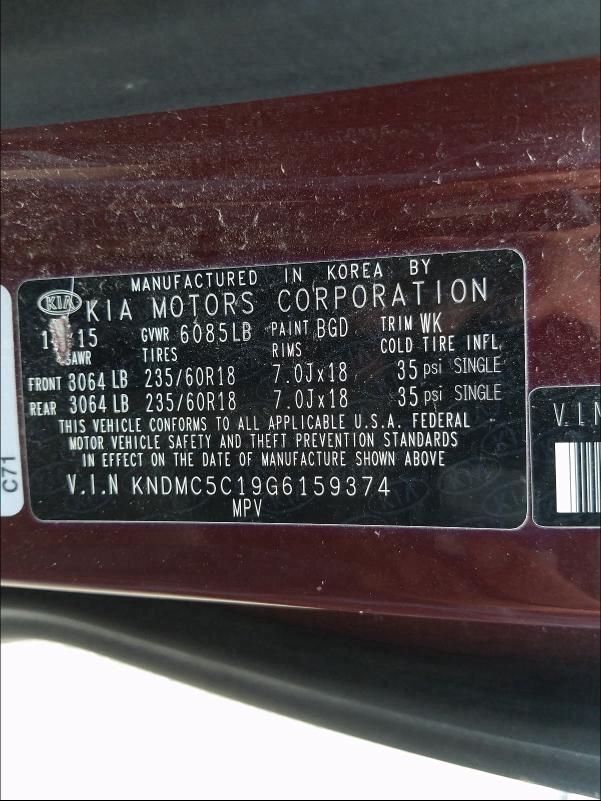 MANUFACTURED IN KOREA BY
KIA KIA MOTORS CORPORATION
15 GVWR 6085LB PAINT BGD TRIM WK
GAWR TIRES RIMS COLD TIRE INFL.
FRONT 3064 LB 235/60R18 7.0Jx18 35 psi SINGLE
REAR 3064 LB 235/60R18 7.0Jx18 35 psi SINGLE
THIS VEHICLE CONFORMS TO ALL APPLICABLE U.S.A. FEDERAL
MOTOR VEHICLE SAFETY AND THEFT PREVENTION STANDARDS
IN EFFECT ON THE DATE OF MANUFACTURE SHOWN ABOVE
V.I.N KNDMC5C19G6159374
MPV
C71
V.I.N